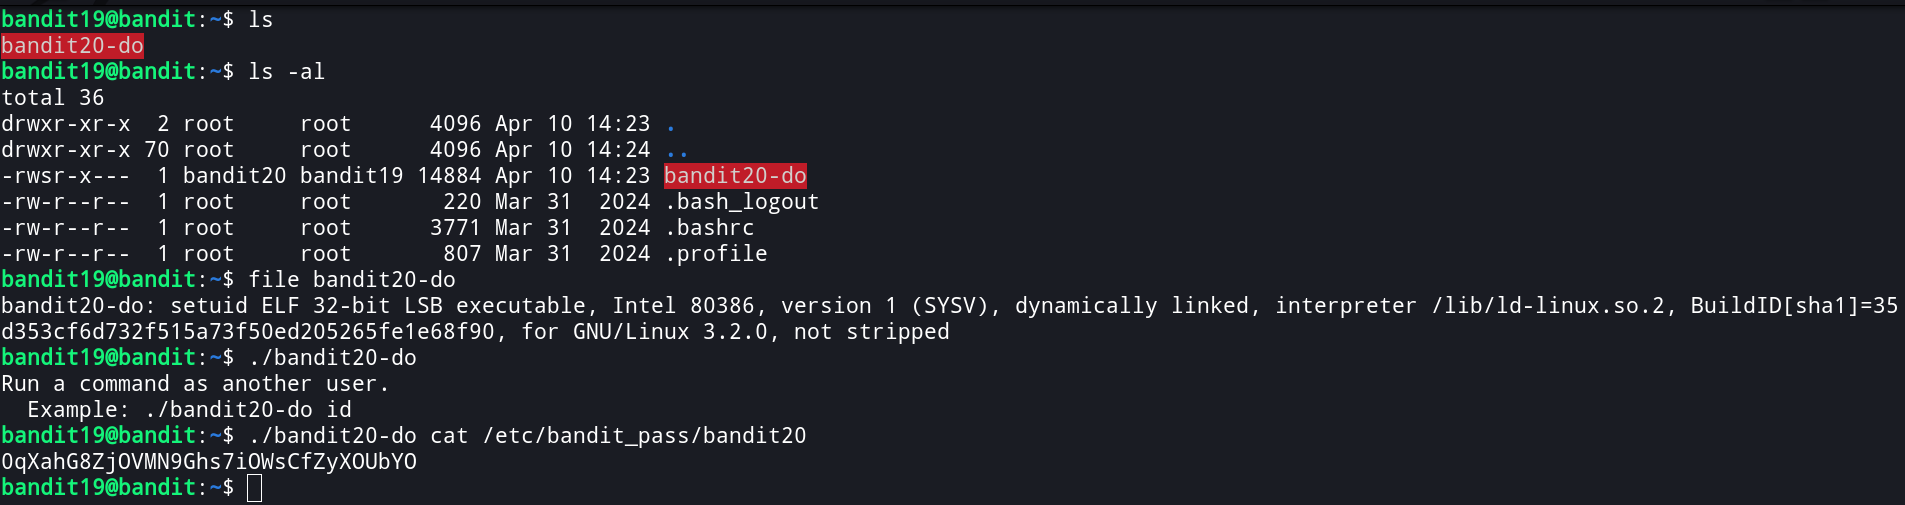 bandit19@bandit:~$ ls
bandit20-do
bandit19@bandit:~$ ls -al
total 36
drwxr-xr-x  2 root     root      4096 Apr 10 14:23 .
drwxr-xr-x 70 root     root      4096 Apr 10 14:24 ..
-rwsr-x---  1 bandit20 bandit19 14884 Apr 10 14:23 bandit20-do
-rw-r--r--  1 root     root       220 Mar 31  2024 .bash_logout
-rw-r--r--  1 root     root      3771 Mar 31  2024 .bashrc
-rw-r--r--  1 root     root       807 Mar 31  2024 .profile
bandit19@bandit:~$ file bandit20-do
bandit20-do: setuid ELF 32-bit LSB executable, Intel 80386, version 1 (SYSV), dynamically linked, interpreter /lib/ld-linux.so.2, BuildID[sha1]=35
d353cf6d732f515a73f50ed205265fe1e68f90, for GNU/Linux 3.2.0, not stripped
bandit19@bandit:~$ ./bandit20-do
Run a command as another user.
  Example: ./bandit20-do id
bandit19@bandit:~$ ./bandit20-do cat /etc/bandit_pass/bandit20
0qXahG8ZjOVMN9Ghs7iOWsCfZyXOUbYO
bandit19@bandit:~$